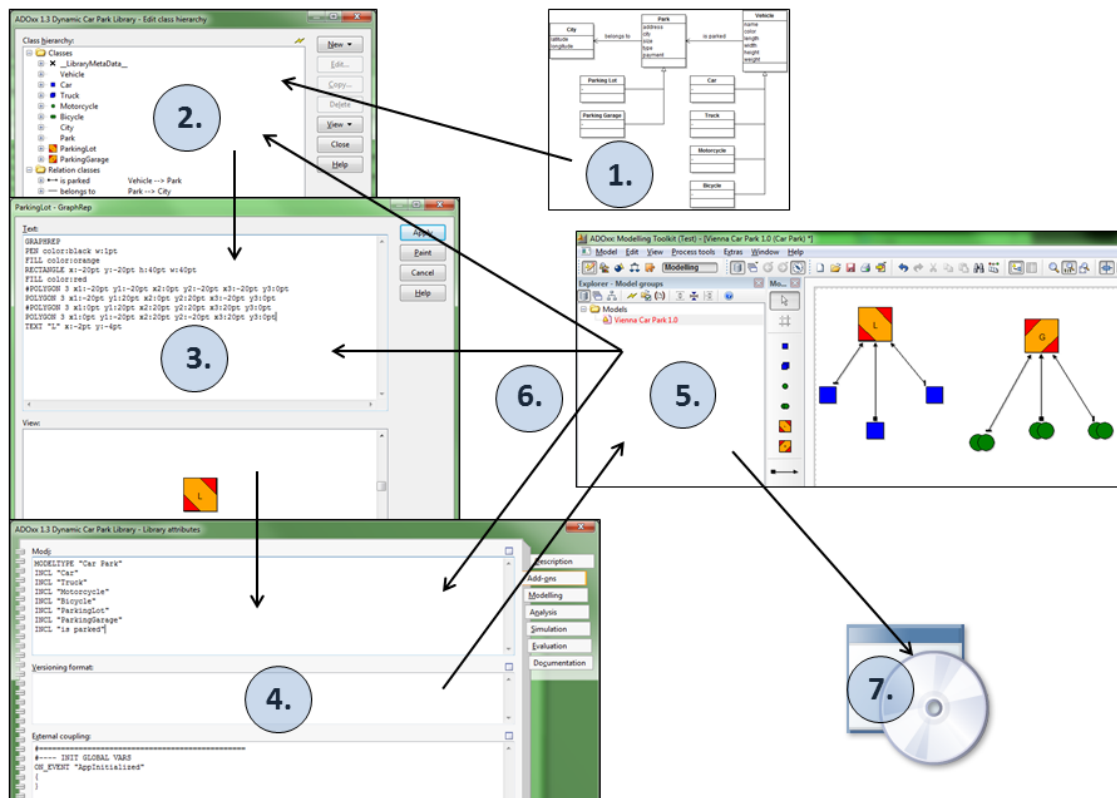 ADOxx 1.3 Dynamic Car Park Library - Edit class hierarchy
Class hierarchy:
Classes
__LibraryMetaData__
Vehicle
Car
Truck
Motorcycle
Bicycle
City
Park
ParkingLot
ParkingGarage
Relation classes
is parked Vehicle --> Park
belongs to Park --> City
New
Edit...
Copy...
Delete
View
Close
Help
2.
City
latitude
longitude
belongs to
Park
address
city
size
type
payment
is parked
Vehicle
name
color
length
width
height
weight
Parking Lot
Parking Garage
Car
Truck
Motorcycle
Bicycle
1.
ParkingLot - GraphRep
Text:
GRAPHREP
PEN color:black w:1pt
FILL color:orange
RECTANGLE x:-20pt y:-20pt h:40pt w:40pt
FILL color:red
#POLYGON 3 x1:-20pt y1:-20pt x2:0pt y2:-20pt x3:-20pt y3:0pt
POLYGON 3 x1:-20pt y1:20pt x2:0pt y2:20pt x3:-20pt y3:0pt
#POLYGON 3 x1:0pt y1:20pt x2:20pt y2:20pt x3:20pt y3:0pt
POLYGON 3 x1:0pt y1:-20pt x2:20pt y2:-20pt x3:20pt y3:0pt
TEXT "L" x:-2pt y:-4pt
Apply
Paint
Cancel
Help
3.
View:
L
6.
ADOxx: Modelling Toolkit (Test) - [Vienna Car Park 1.0 (Car Park) *]
Model Edit View Process tools Extras Window Help
Modelling
Explorer - Model groups
Mo...
Models
Vienna Car Park 1.0
5.
L
G
ADOxx 1.3 Dynamic Car Park Library - Library attributes
Modi:
MODELTYPE "Car Park"
INCL "Car"
INCL "Truck"
INCL "Motorcycle"
INCL "Bicycle"
INCL "ParkingLot"
INCL "ParkingGarage"
INCL "is parked"
Versioning format:
4.
External coupling:
#================================================
#---- INIT GLOBAL VARS
ON_EVENT "AppInitialized"
{
}
Description
Add-ons
Modelling
Analysis
Simulation
Evaluation
Documentation
7.